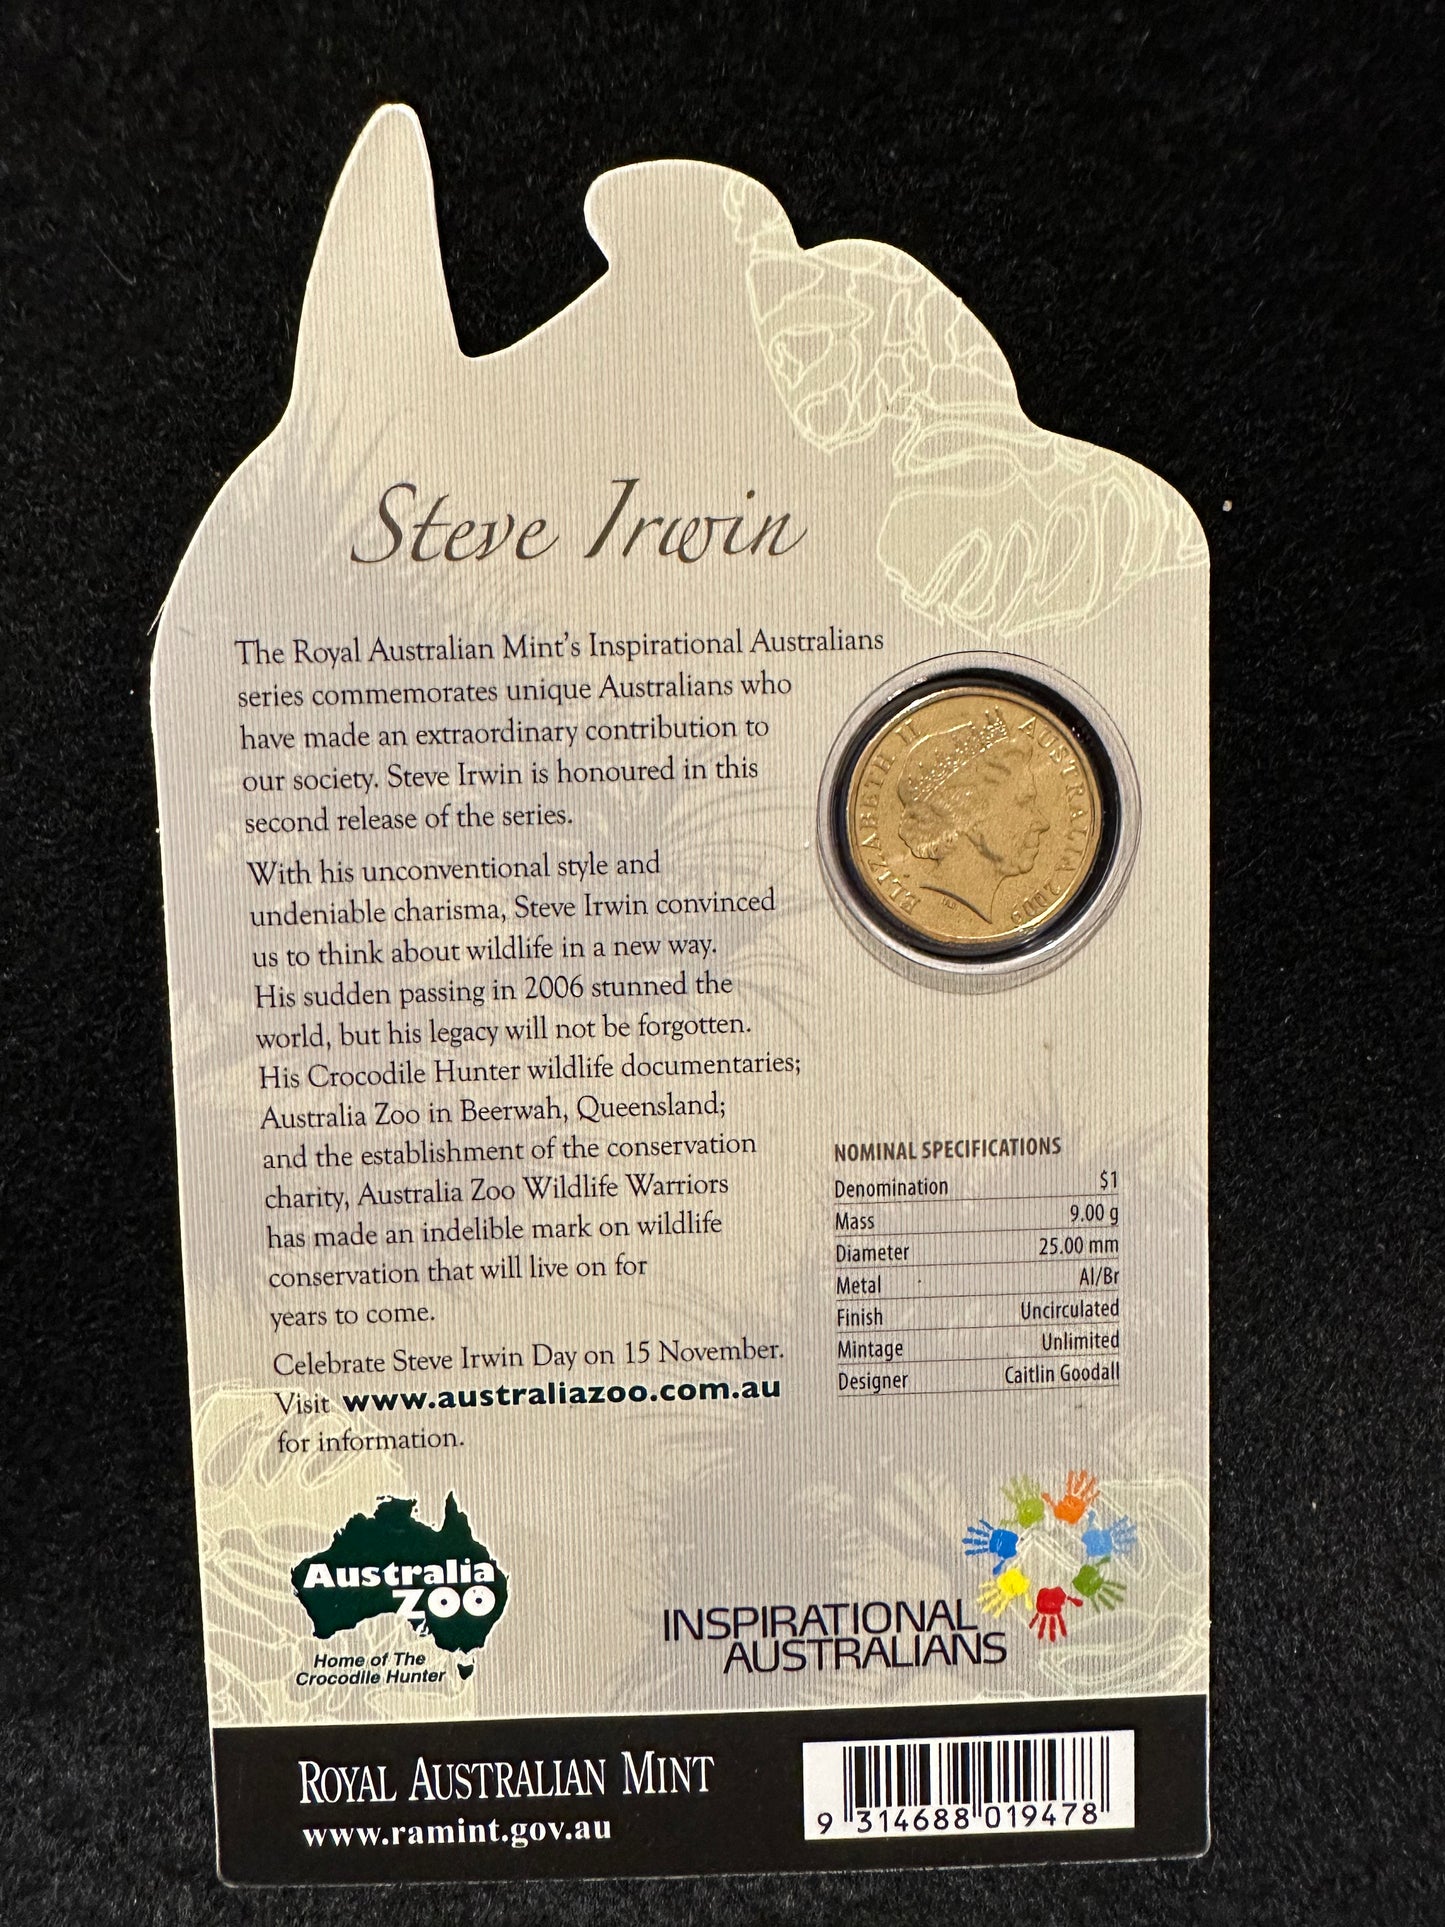 Steve Irwin
The Royal Australian Mint's Inspirational Australians
series commemorates unique Australians who
have made an extraordinary contribution to
our society. Steve Irwin is honoured in this
second release of the series.
With his unconventional style and
undeniable charisma, Steve Irwin convinced
us to think about wildlife in a new way.
His sudden passing in 2006 stunned the
world, but his legacy will not be forgotten.
His Crocodile Hunter wildlife documentaries;
Australia Zoo in Beerwah, Queensland;
and the establishment of the conservation
charity, Australia Zoo Wildlife Warriors
has made an indelible mark on wildlife
conservation that will live on for
years to come.
Celebrate Steve Irwin Day on 15 November.
Visit www.australiazoo.com.au
for information.
ELIZABETH II AUSTRALIA 2009
NOMINAL SPECIFICATIONS
Denomination $1
Mass 9.00 g
Diameter 25.00 mm
Metal Al/Br
Finish Uncirculated
Mintage Unlimited
Designer Caitlin Goodall
Australia
ZOO
Home of The
Crocodile Hunter
INSPIRATIONAL
AUSTRALIANS
ROYAL AUSTRALIAN MINT
www.ramint.gov.au
9 314688 019478